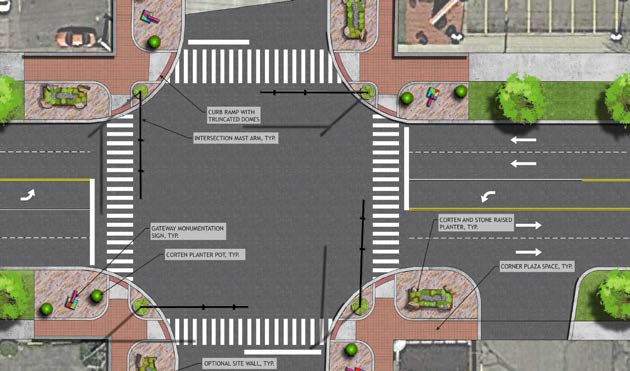 CURB RAMP WITH
TRUNCATED DOMES
INTERSECTION MAST ARM, TYP.
GATEWAY MONUMENTATION
SIGN, TYP.
CORTEN PLANTER POT, TYP.
CORTEN AND STONE RAISED
PLANTER, TYP.
CORNER PLAZA SPACE, TYP.
OPTIONAL SITE WALL, TYP.